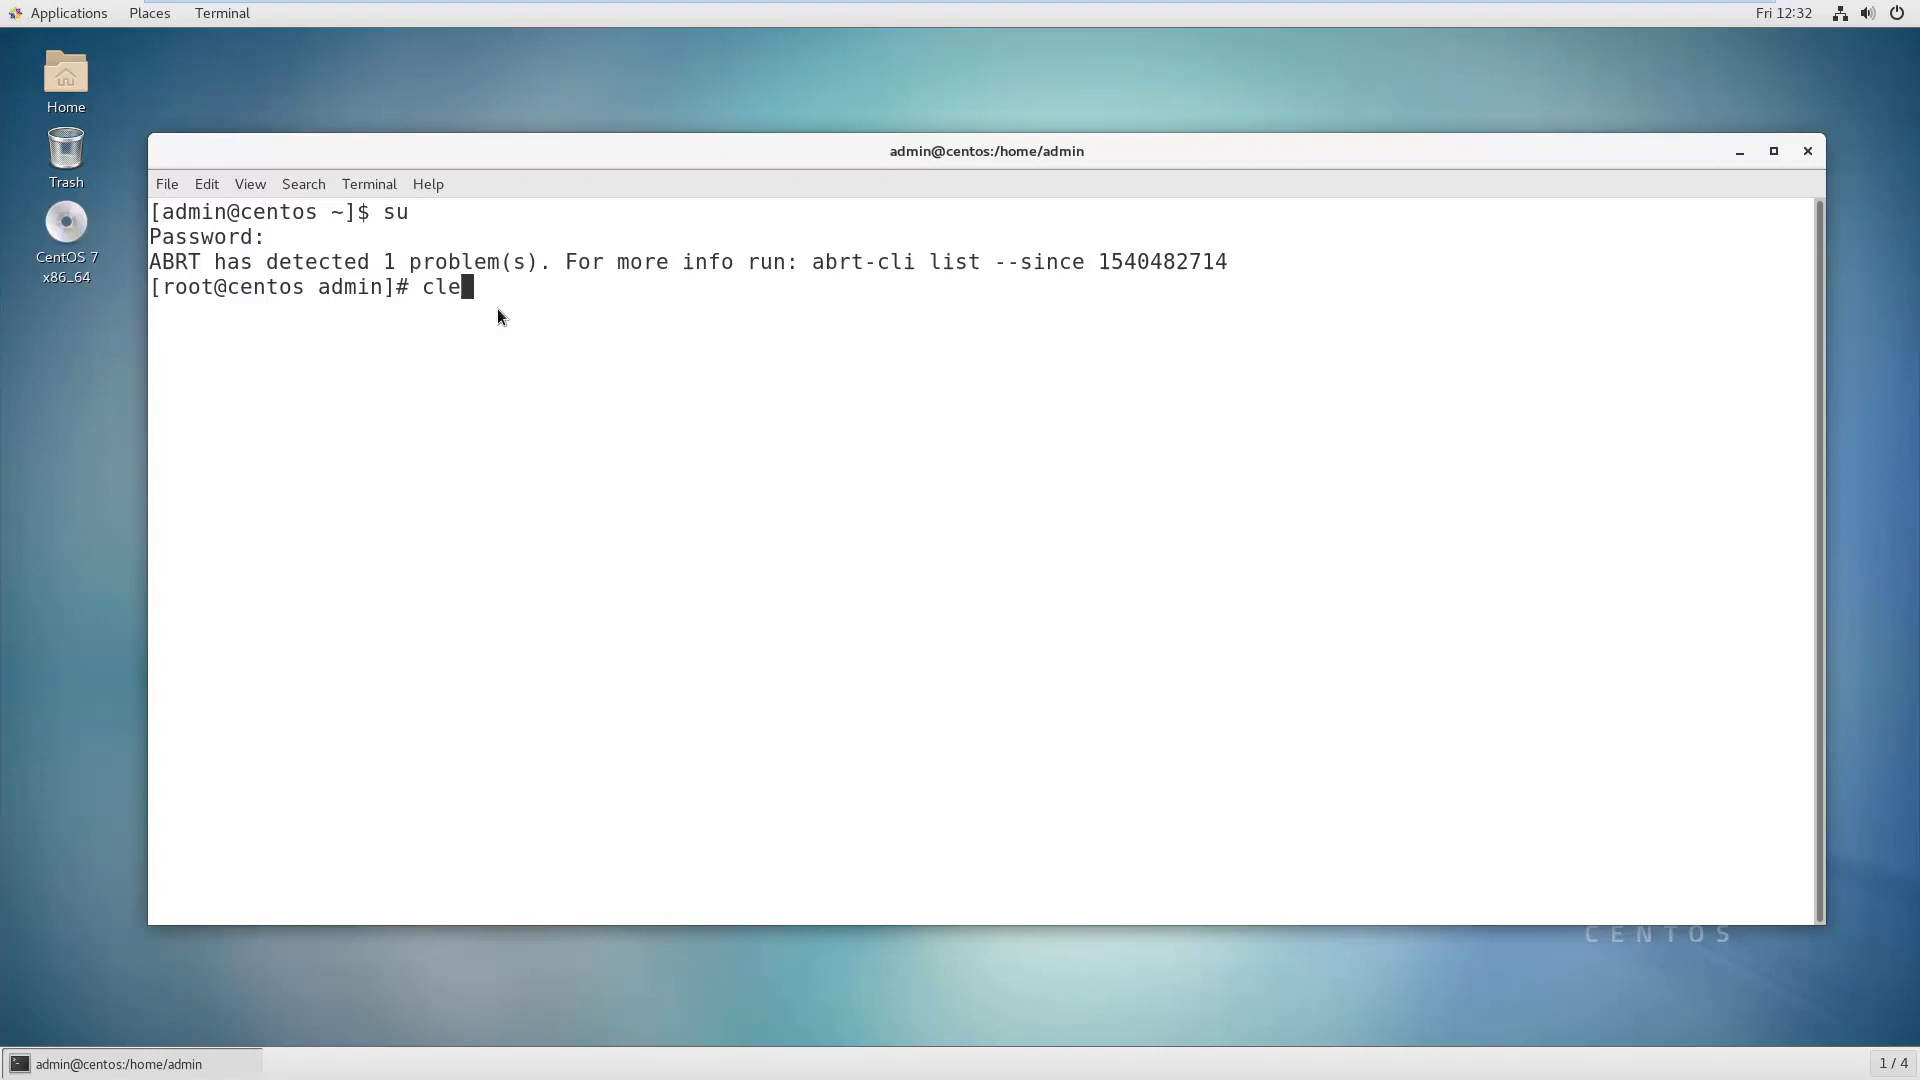 Applications Places Terminal Fri 12:32
Home
Trash
CentOS 7
x86_64
admin@centos:/home/admin
File Edit View Search Terminal Help
[admin@centos ~]$ su
Password:
ABRT has detected 1 problem(s). For more info run: abrt-cli list --since 1540482714
[root@centos admin]# cle
CENTOS
admin@centos:/home/admin 1 / 4